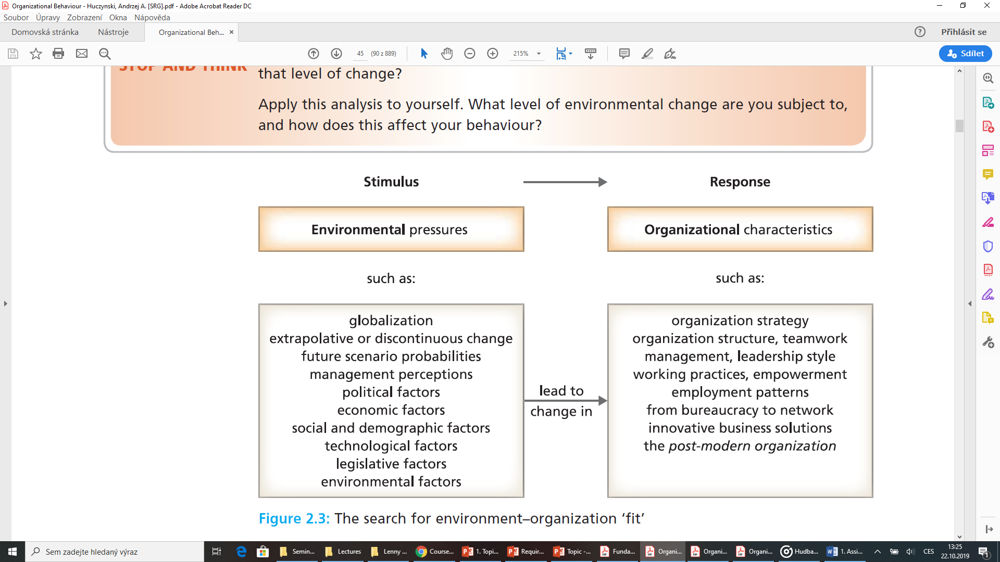 Organizational Behaviour - Huczynski, Andrzej A. [SRG].pdf - Adobe Acrobat Reader DC
Soubor Úpravy Zobrazení Okna Nápověda
Domovská stránka Nástroje Organizational Beh... × Přihlásit se
45 (90 z 889) 215% Sdílet
STOP AND THINK
that level of change?
Apply this analysis to yourself. What level of environmental change are you subject to,
and how does this affect your behaviour?
Stimulus Response
Environmental pressures Organizational characteristics
such as: such as:
globalization
extrapolative or discontinuous change
future scenario probabilities
management perceptions
political factors
economic factors
social and demographic factors
technological factors
legislative factors
environmental factors
lead to
change in
organization strategy
organization structure, teamwork
management, leadership style
working practices, empowerment
employment patterns
from bureaucracy to network
innovative business solutions
the post-modern organization
Figure 2.3: The search for environment–organization ‘fit’
Sem zadejte hledaný výraz Semin... Lectures Lenny ... Course... 1. Topi... Requir... Topic -... Funda... Organi... Organi... Organi... Hudba... 1. Assi... CES 13:25
22.10.2019 1